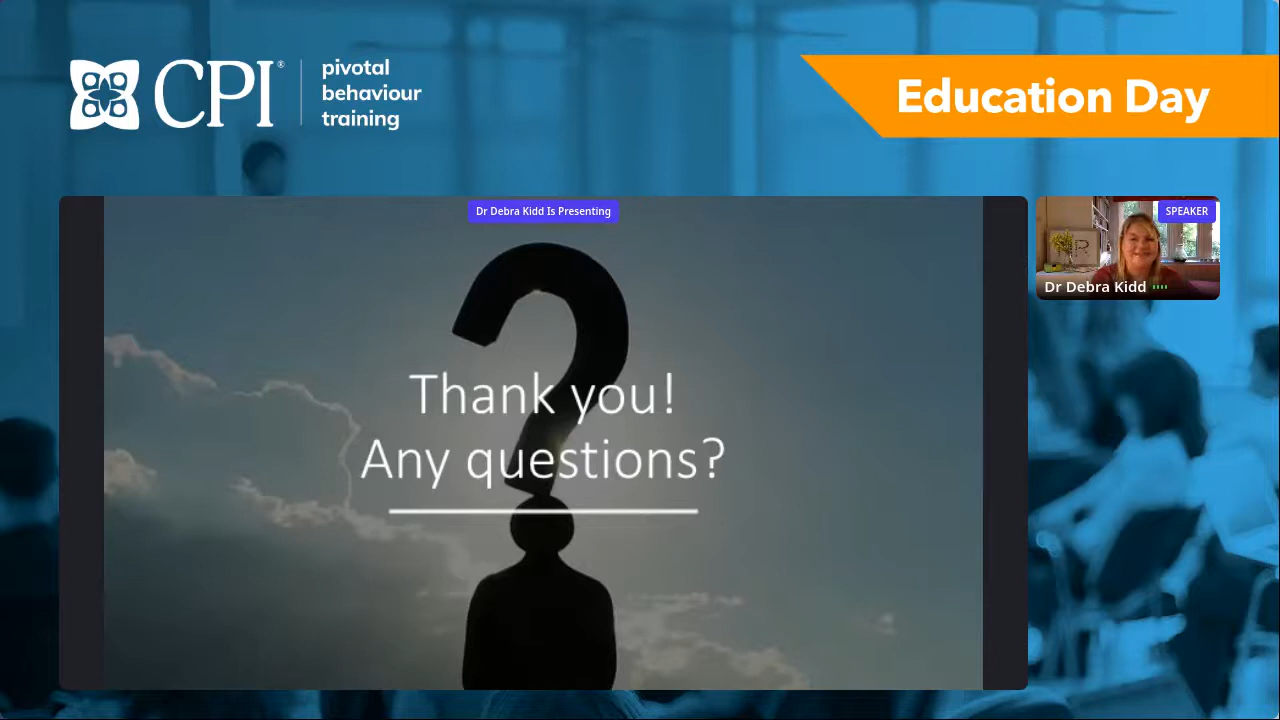 CPI®
pivotal
behaviour
training
Education Day
Dr Debra Kidd Is Presenting
SPEAKER
Dr Debra Kidd
Thank you!
Any questions?